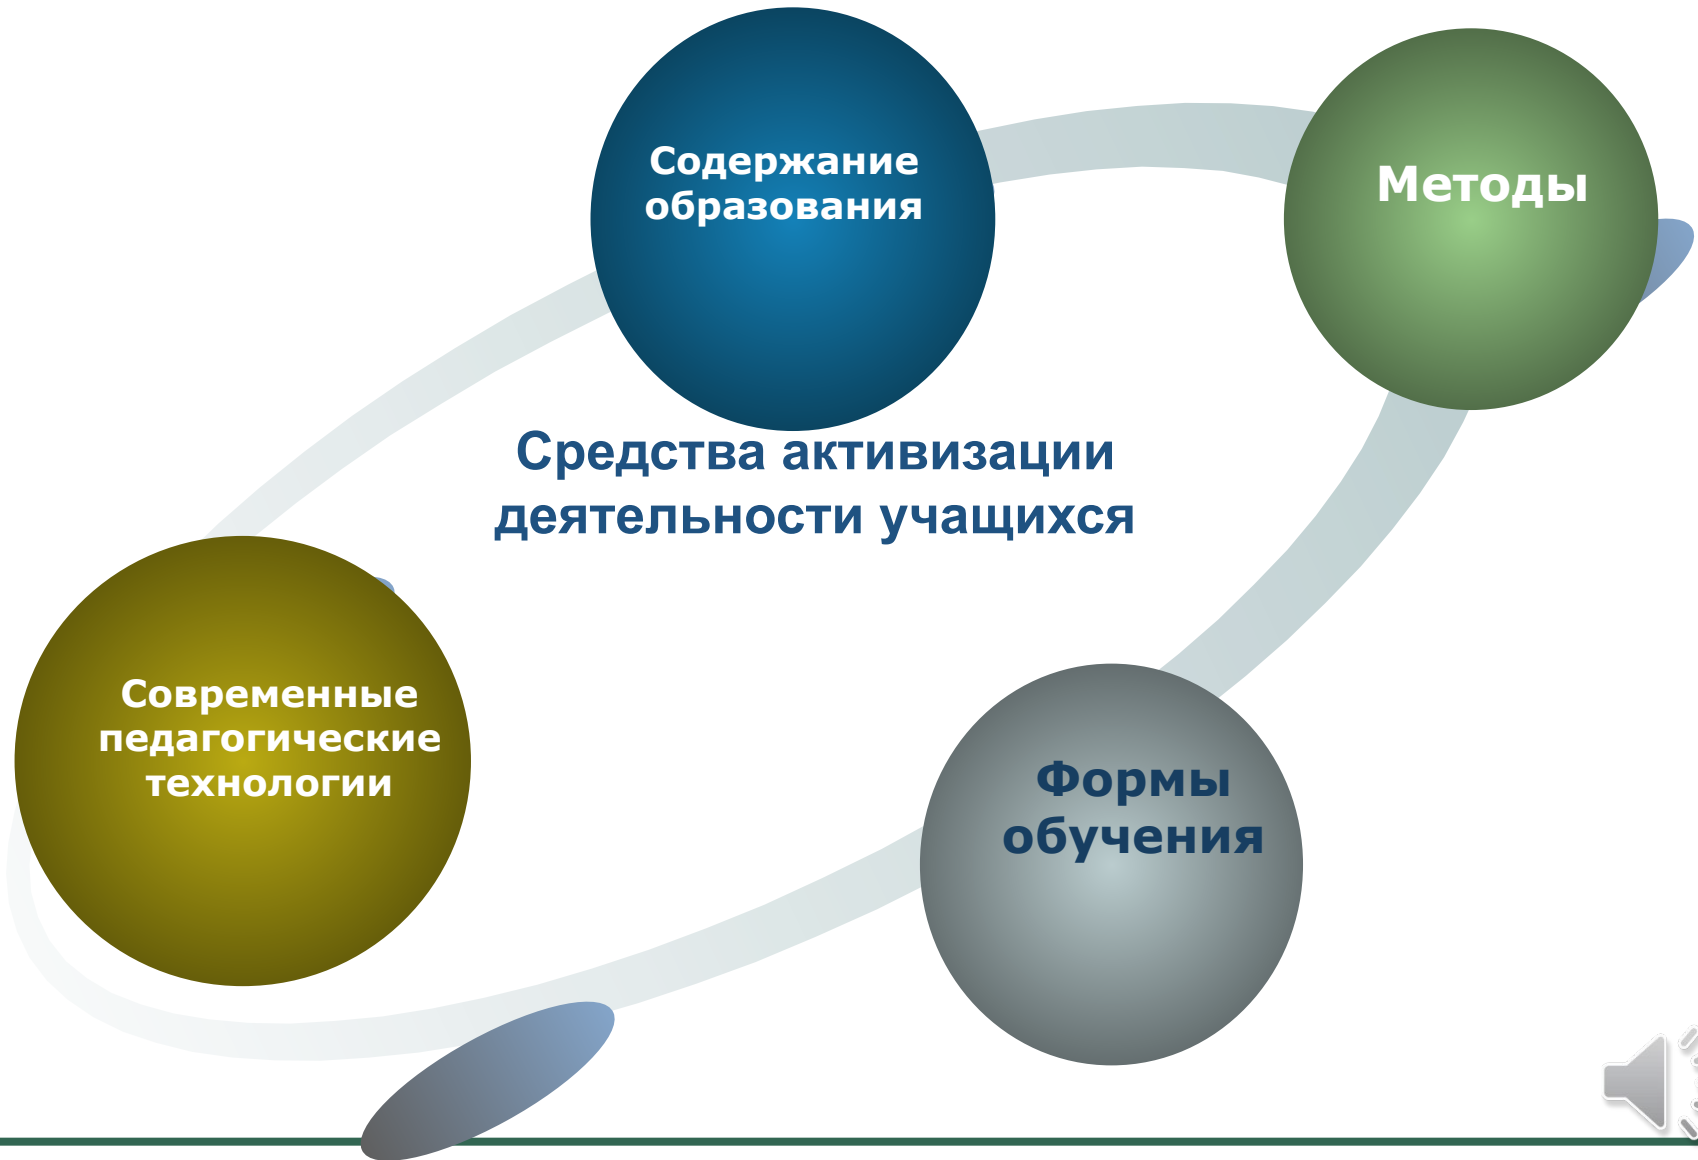 Содержание
образования
Методы
Средства активизации
деятельности учащихся
Современные
педагогические
технологии
Формы
обучения